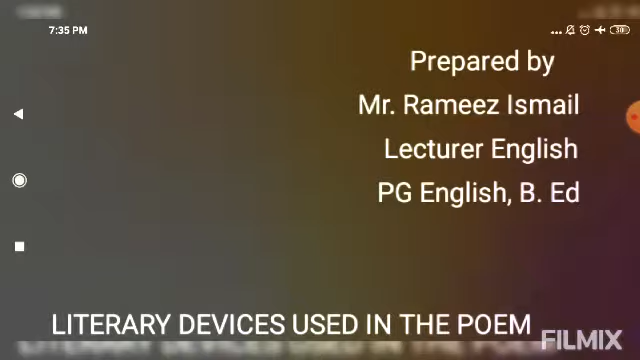 7:35 PM
Prepared by
Mr. Rameez Ismail
Lecturer English
PG English, B. Ed
LITERARY DEVICES USED IN THE POEM
FILMIX